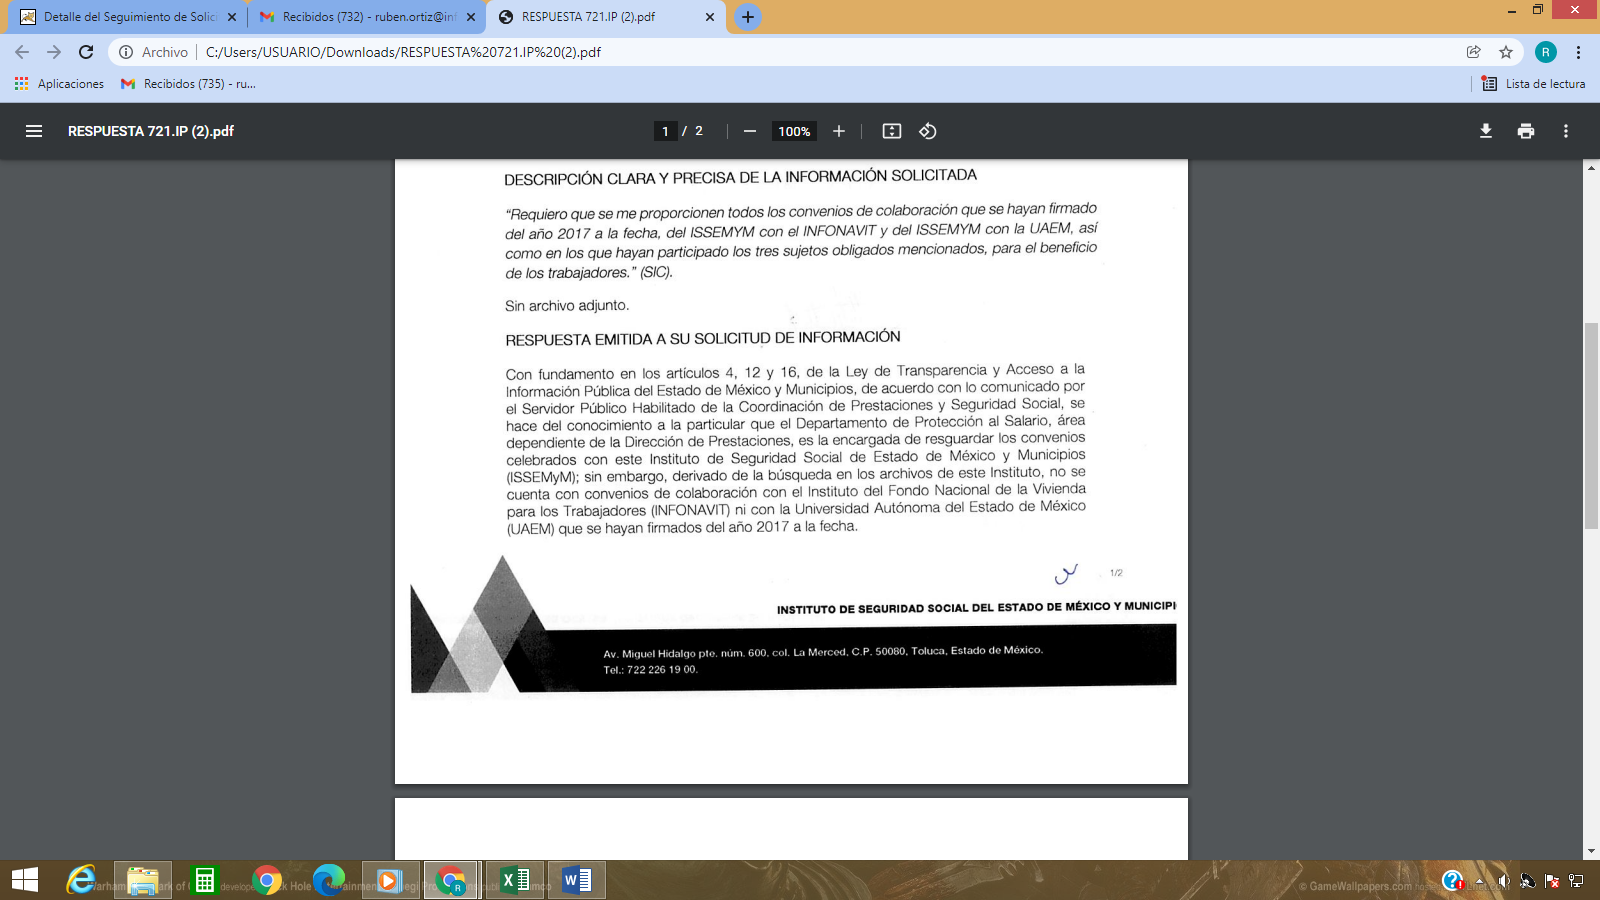 Detalle del Seguimiento de Solici
Recibidos (732) - ruben.ortiz@inf
RESPUESTA 721.IP (2).pdf
Archivo
C:/Users/USUARIO/Downloads/RESPUESTA%20721.IP%20(2).pdf
R
Aplicaciones
Recibidos (735) - ru...
Lista de lectura
RESPUESTA 721.IP (2).pdf
1 / 2
100%
DESCRIPCIÓN CLARA Y PRECISA DE LA INFORMACIÓN SOLICITADA
“Requiero que se me proporcionen todos los convenios de colaboración que se hayan firmado
del año 2017 a la fecha, del ISSEMYM con el INFONAVIT y del ISSEMYM con la UAEM, así
como en los que hayan participado los tres sujetos obligados mencionados, para el beneficio
de los trabajadores.” (SIC).
Sin archivo adjunto.
RESPUESTA EMITIDA A SU SOLICITUD DE INFORMACIÓN
Con fundamento en los artículos 4, 12 y 16, de la Ley de Transparencia y Acceso a la
Información Pública del Estado de México y Municipios, de acuerdo con lo comunicado por
el Servidor Público Habilitado de la Coordinación de Prestaciones y Seguridad Social, se
hace del conocimiento a la particular que el Departamento de Protección al Salario, área
dependiente de la Dirección de Prestaciones, es la encargada de resguardar los convenios
celebrados con este Instituto de Seguridad Social de Estado de México y Municipios
(ISSEMyM); sin embargo, derivado de la búsqueda en los archivos de este Instituto, no se
cuenta con convenios de colaboración con el Instituto del Fondo Nacional de la Vivienda
para los Trabajadores (INFONAVIT) ni con la Universidad Autónoma del Estado de México
(UAEM) que se hayan firmados del año 2017 a la fecha.
1/2
INSTITUTO DE SEGURIDAD SOCIAL DEL ESTADO DE MÉXICO Y MUNICIPI
Av. Miguel Hidalgo pte. núm. 600, col. La Merced, C.P. 50080, Toluca, Estado de México.
Tel.: 722 226 19 00.
© GameWallpapers.com